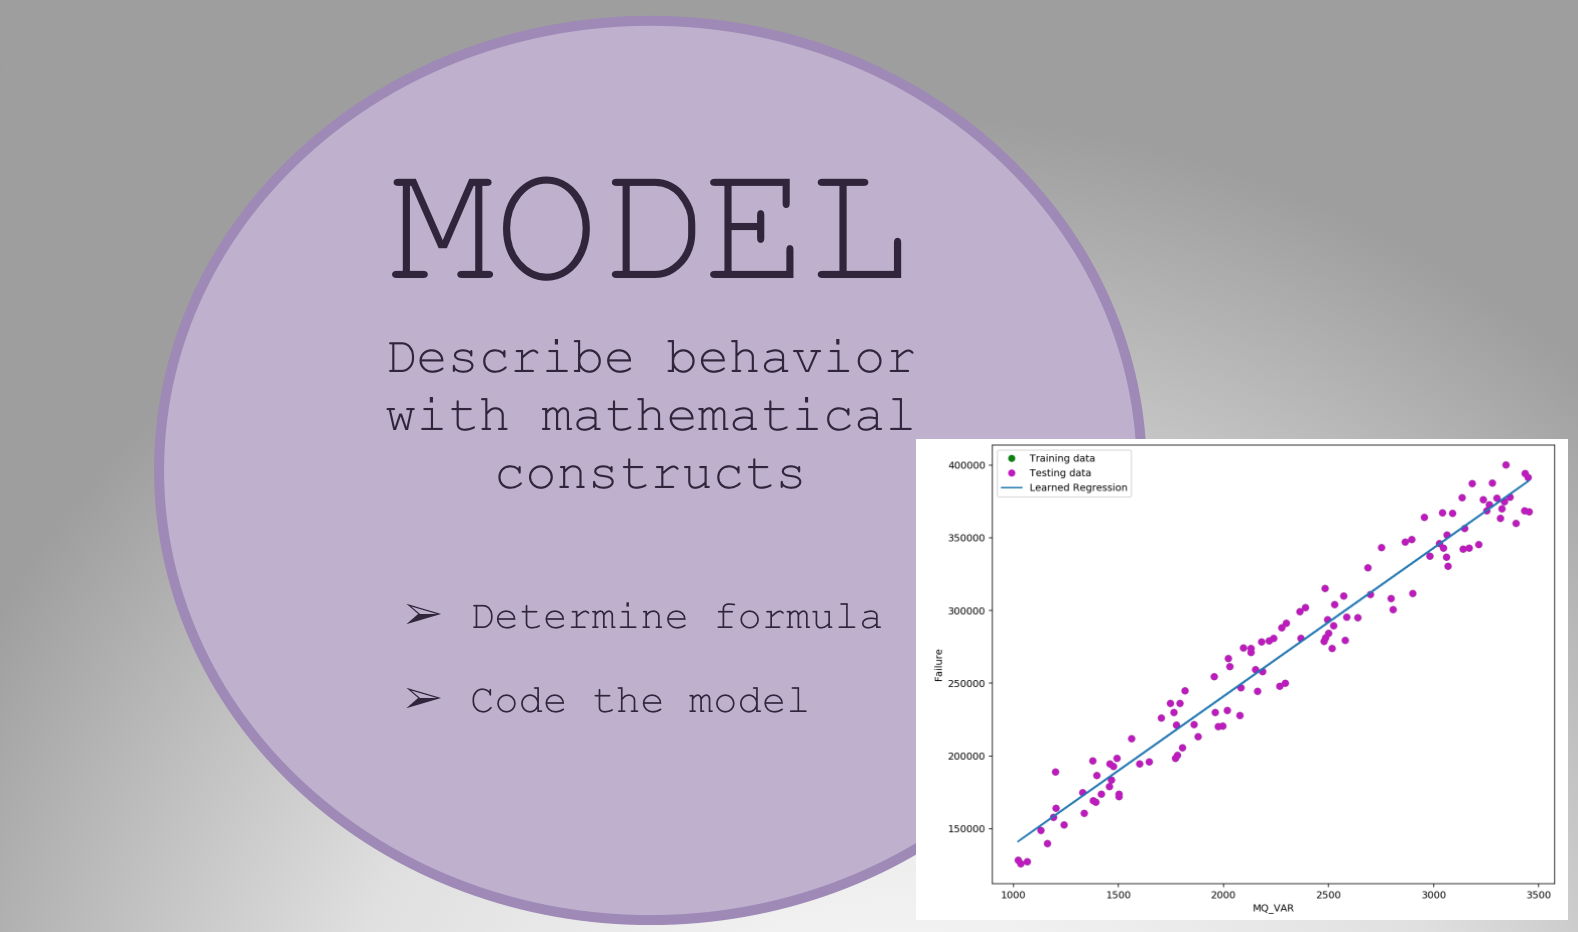 MODEL
Describe behavior
with mathematical
constructs
➢ Determine formula
➢ Code the model
Training data
Testing data
Learned Regression
400000
350000
300000
250000
200000
150000
Failure
1000 1500 2000 2500 3000 3500
MQ_VAR